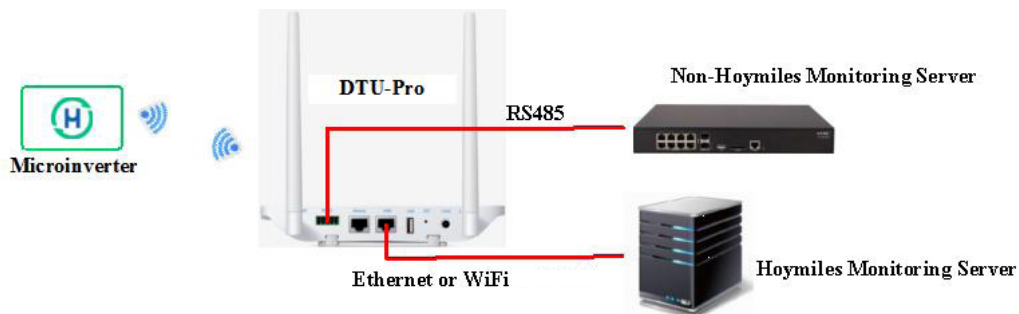 Non-Hoymiles Monitoring Server
DTU-Pro
RS485
H
Microinverter
Ethernet or WiFi
Hoymiles Monitoring Server